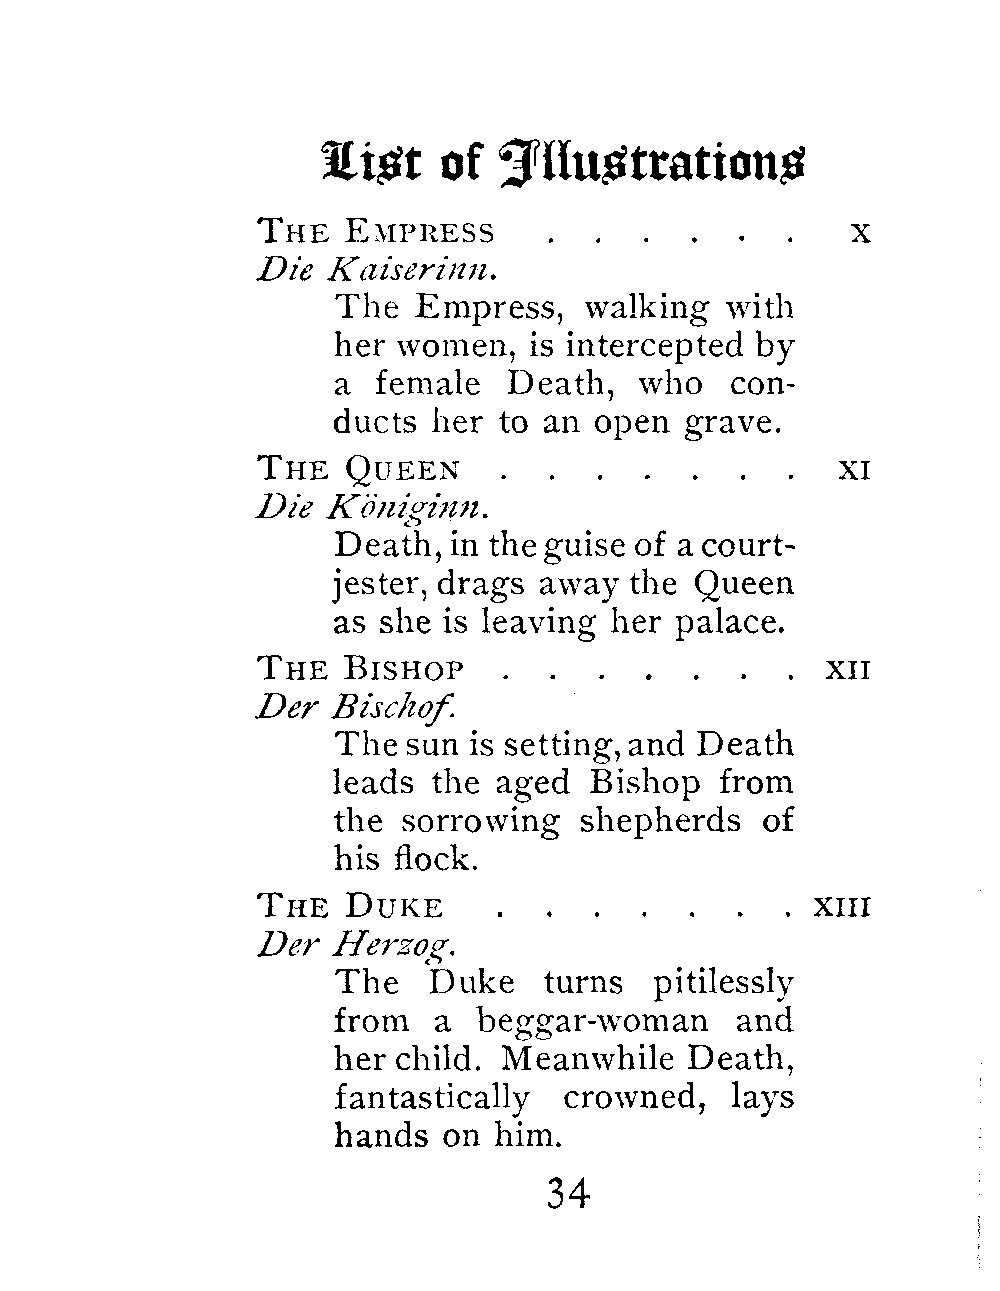 List of Illustrations
THE EMPRESS . . . . . . X
Die Kaiserinn.
The Empress, walking with
her women, is intercepted by
a female Death, who con-
ducts her to an open grave.
THE QUEEN . . . . . . . XI
Die Königinn.
Death, in the guise of a court-
jester, drags away the Queen
as she is leaving her palace.
THE BISHOP . . . . . . . XII
Der Bischof.
The sun is setting, and Death
leads the aged Bishop from
the sorrowing shepherds of
his flock.
THE DUKE . . . . . . . XIII
Der Herzog.
The Duke turns pitilessly
from a beggar-woman and
her child. Meanwhile Death,
fantastically crowned, lays
hands on him.
34